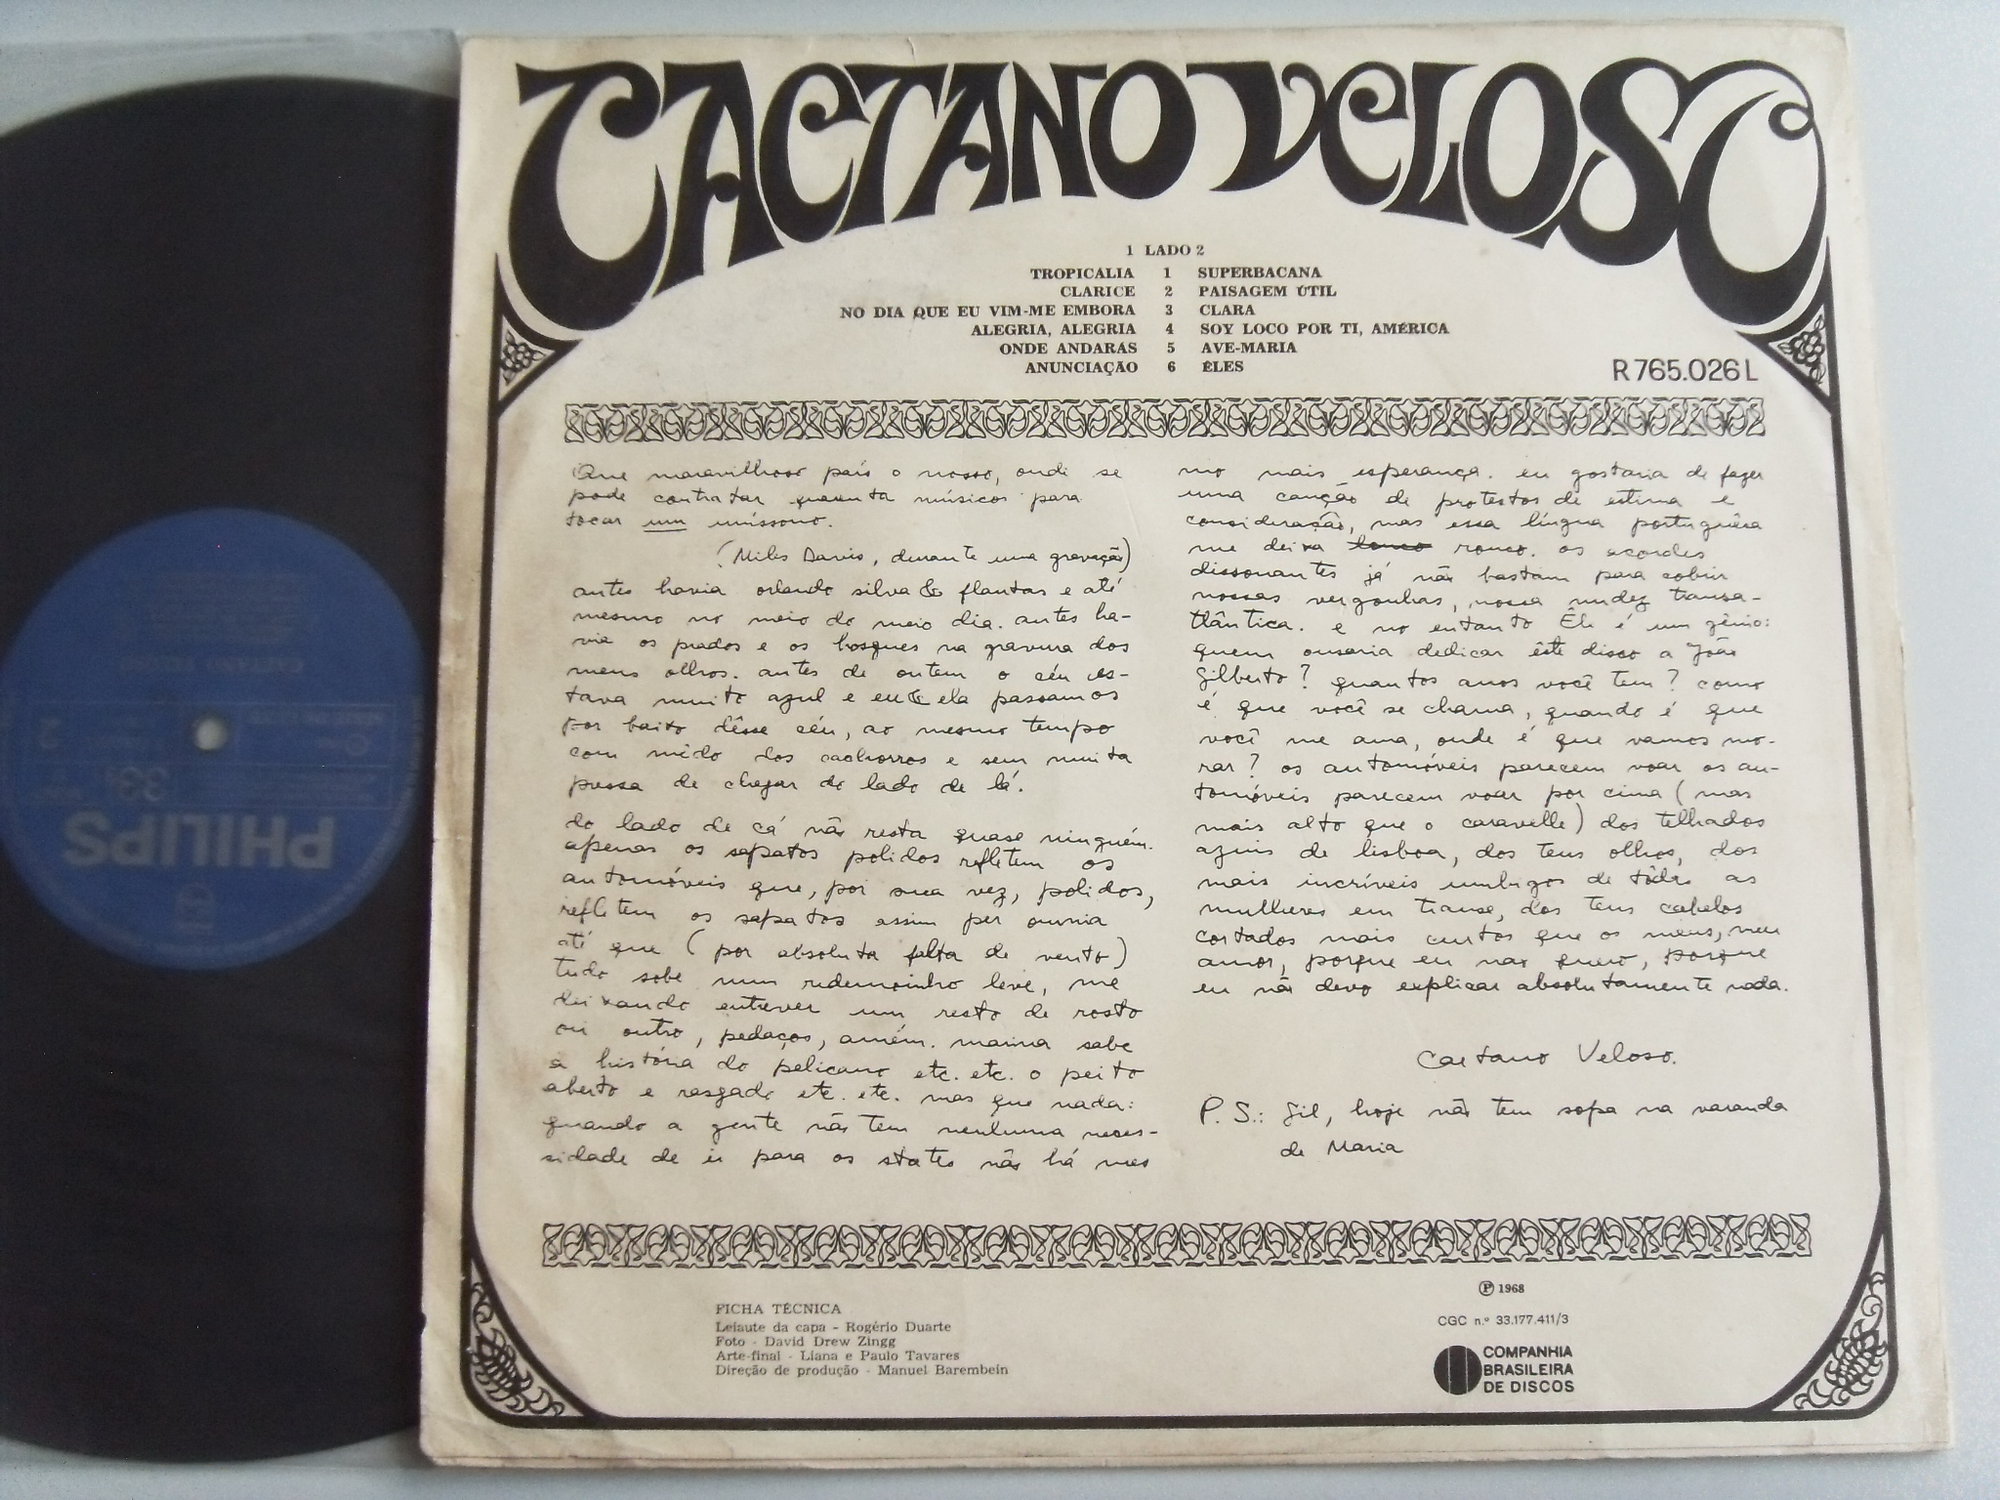 CAETANO VELOSO
1 LADO 2
TROPICALIA 1 SUPERBACANA
CLARICE 2 PAISAGEM ÚTIL
NO DIA QUE EU VIM-ME EMBORA 3 CLARA
ALEGRIA, ALEGRIA 4 SOY LOCO POR TI, AMÉRICA
ONDE ANDARAS 5 AVE-MARIA
ANUNCIAÇÃO 6 ÊLES
R 765.026 L
Que maravilhoso país o nosso, onde se
pode contratar quarenta músicos para
tocar um uníssono.
(Miles Davis, durante uma gravação)
antes havia orlando silva & flautas e até
mesmo no meio do meio dia. antes ha-
via os prados e os bosques na gravura dos
meus olhos. antes de ontem o céu es-
tava muito azul e eu & ela passamos
por baixo dêsse céu, ao mesmo tempo
com mêdo dos cachorros e sem muita
pressa de chegar do lado de lá.
do lado de cá não resta quase ninguém.
apenas os sapatos polidos refletem os
automóveis que, por sua vez, polidos,
refletem os sapatos assim per omnia
até que (por absoluta falta de vento)
tudo sobe num redemoinho leve, me
deixando entrever um resto de rosto
ou outro, pedaços, amém. marina sabe
a história do pelicano etc. etc. o peito
aberto e rasgado etc. etc. mas que nada:
quando a gente não tem nenhuma neces-
sidade de ir para os states não há mes
mo mais esperança. eu gostaria de fazer
uma canção de protestos de estima e
consideração, mas essa língua portuguêsa
me deixa louco rouco. os acordes
dissonantes já não bastam para cobrir
nossas vergonhas, nossa nudez transa-
tlântica. e no entanto Êle é um gênio:
quem ousaria dedicar êste disco a João
Gilberto? quantos anos você tem? como
é que você se chama, quando é que
você me ama, onde é que vamos mo-
rar? os automóveis parecem voar os au-
tomóveis parecem voar por cima (mas
mais alto que o caravelle) dos telhados
azuis de lisboa, dos teus olhos, dos
mais incríveis umbigos de tôdas as
mulheres em transe, dos teus cabelos
cortados mais curtos que os meus, meu
amor, porque eu não quero, porque
eu não devo explicar absolutamente nada.
Caetano Veloso.
P. S.: Gil, hoje não tem sopa na varanda
de Maria
FICHA TÉCNICA
Leiaute da capa - Rogério Duarte
Foto - David Drew Zingg
Arte-final - Liana e Paulo Tavares
Direção de produção - Manuel Barembein
Ⓟ 1968
CGC n.º 33.177.411/3
COMPANHIA
BRASILEIRA
DE DISCOS
CAETANO VELOSO
2
33
PHILIPS